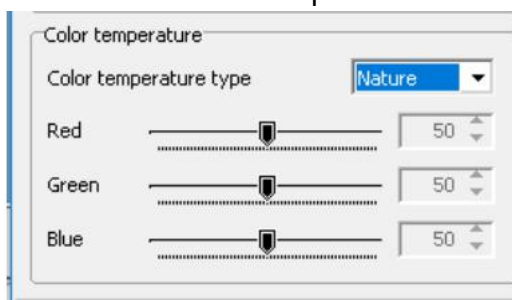 Color temperature
Color temperature type Nature
Red 50
Green 50
Blue 50